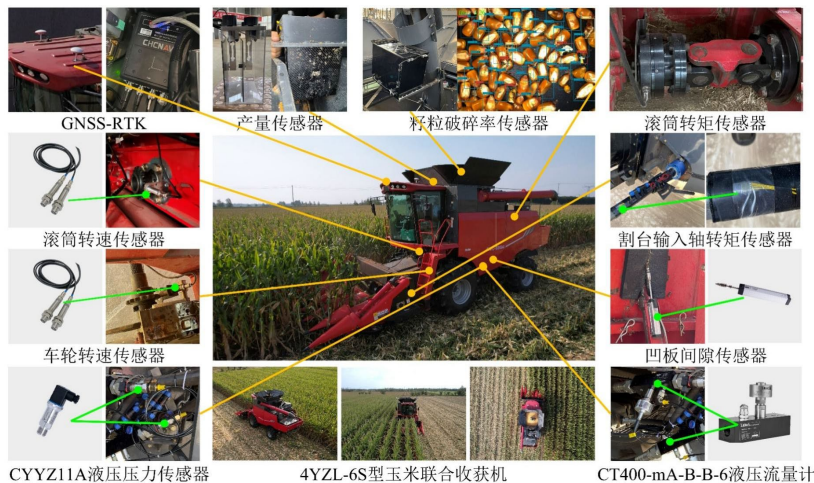 CHCNAV
GNSS-RTK
产量传感器
籽粒破碎率传感器
滚筒转矩传感器
滚筒转速传感器
割台输入轴转矩传感器
车轮转速传感器
凹板间隙传感器
CYYZ11A液压压力传感器
4YZL-6S型玉米联合收获机
CT400-mA-B-B-6液压流量计